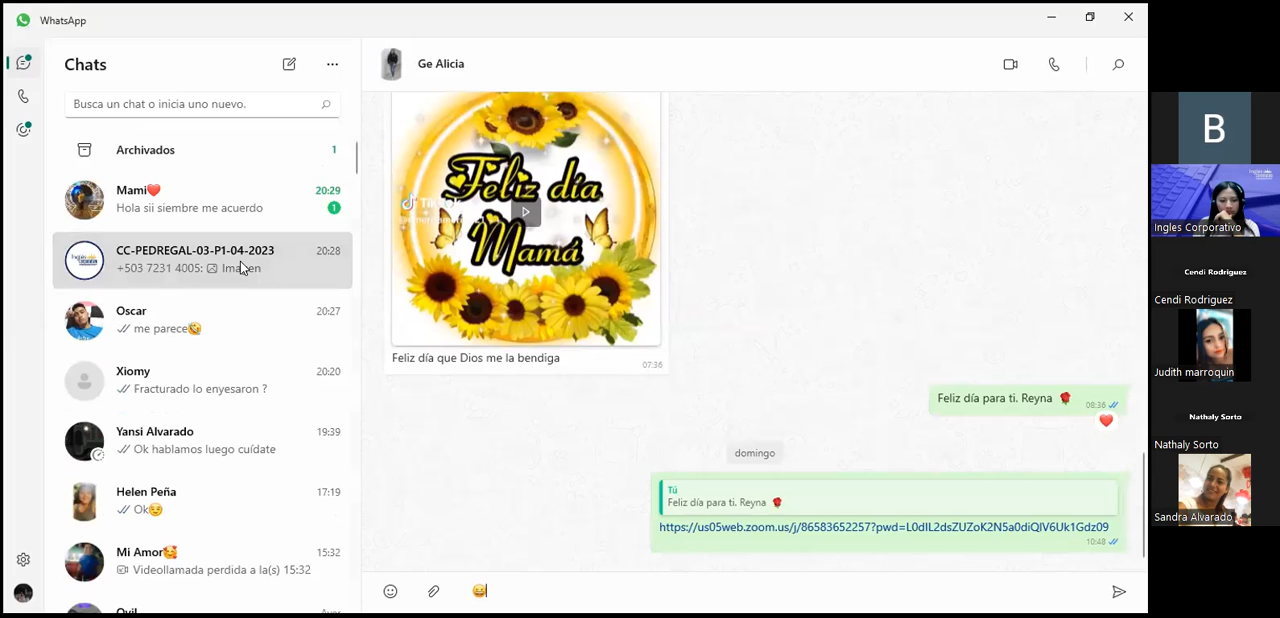 WhatsApp
Chats
Busca un chat o inicia uno nuevo.
Archivados 1
Mami❤️ 20:29
Hola sii siembre me acuerdo 1
CC-PEDREGAL-03-P1-04-2023 20:28
+503 7231 4005: Imagen
Oscar 20:27
me parece🤪
Xiomy 20:20
Fracturado lo enyesaron ?
Yansi Alvarado 19:39
Ok hablamos luego cuídate
Helen Peña 17:19
Ok😌
Mi Amor🥰 15:32
Videollamada perdida a la(s) 15:32
Ge Alicia
Feliz día
Mamá
Feliz día que Dios me la bendiga
07:36
Feliz día para ti. Reyna 🌹 08:36
❤️
domingo
Tú
Feliz día para ti. Reyna 🌹
https://us05web.zoom.us/j/86583652257?pwd=L0dIL2dsZUZoK2N5a0diQlV6Uk1Gdz09
10:48
😄
B
Ingles Corporativo
Cendi Rodriguez
Cendi Rodriguez
Judith marroquin
Nathaly Sorto
Nathaly Sorto
Sandra Alvarado